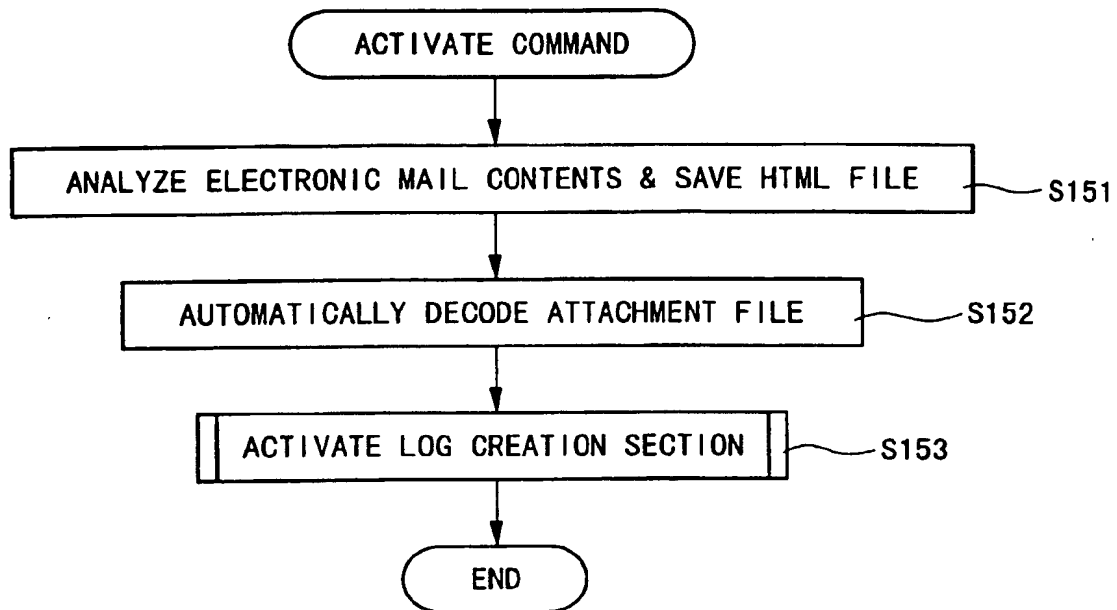 ACTIVATE COMMAND
ANALYZE ELECTRONIC MAIL CONTENTS & SAVE HTML FILE
S151
AUTOMATICALLY DECODE ATTACHMENT FILE
S152
ACTIVATE LOG CREATION SECTION
S153
END